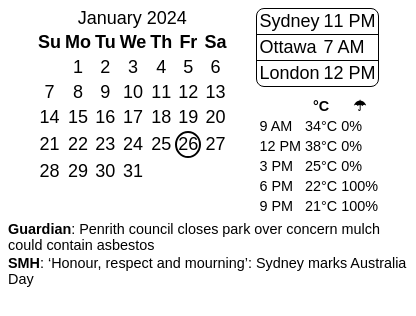 January 2024
Su Mo Tu We Th Fr Sa
1 2 3 4 5 6
7 8 9 10 11 12 13
14 15 16 17 18 19 20
21 22 23 24 25 26 27
28 29 30 31
Sydney 11 PM
Ottawa 7 AM
London 12 PM
°C ☂
9 AM 34°C 0%
12 PM 38°C 0%
3 PM 25°C 0%
6 PM 22°C 100%
9 PM 21°C 100%
Guardian: Penrith council closes park over concern mulch
could contain asbestos
SMH: ‘Honour, respect and mourning’: Sydney marks Australia
Day